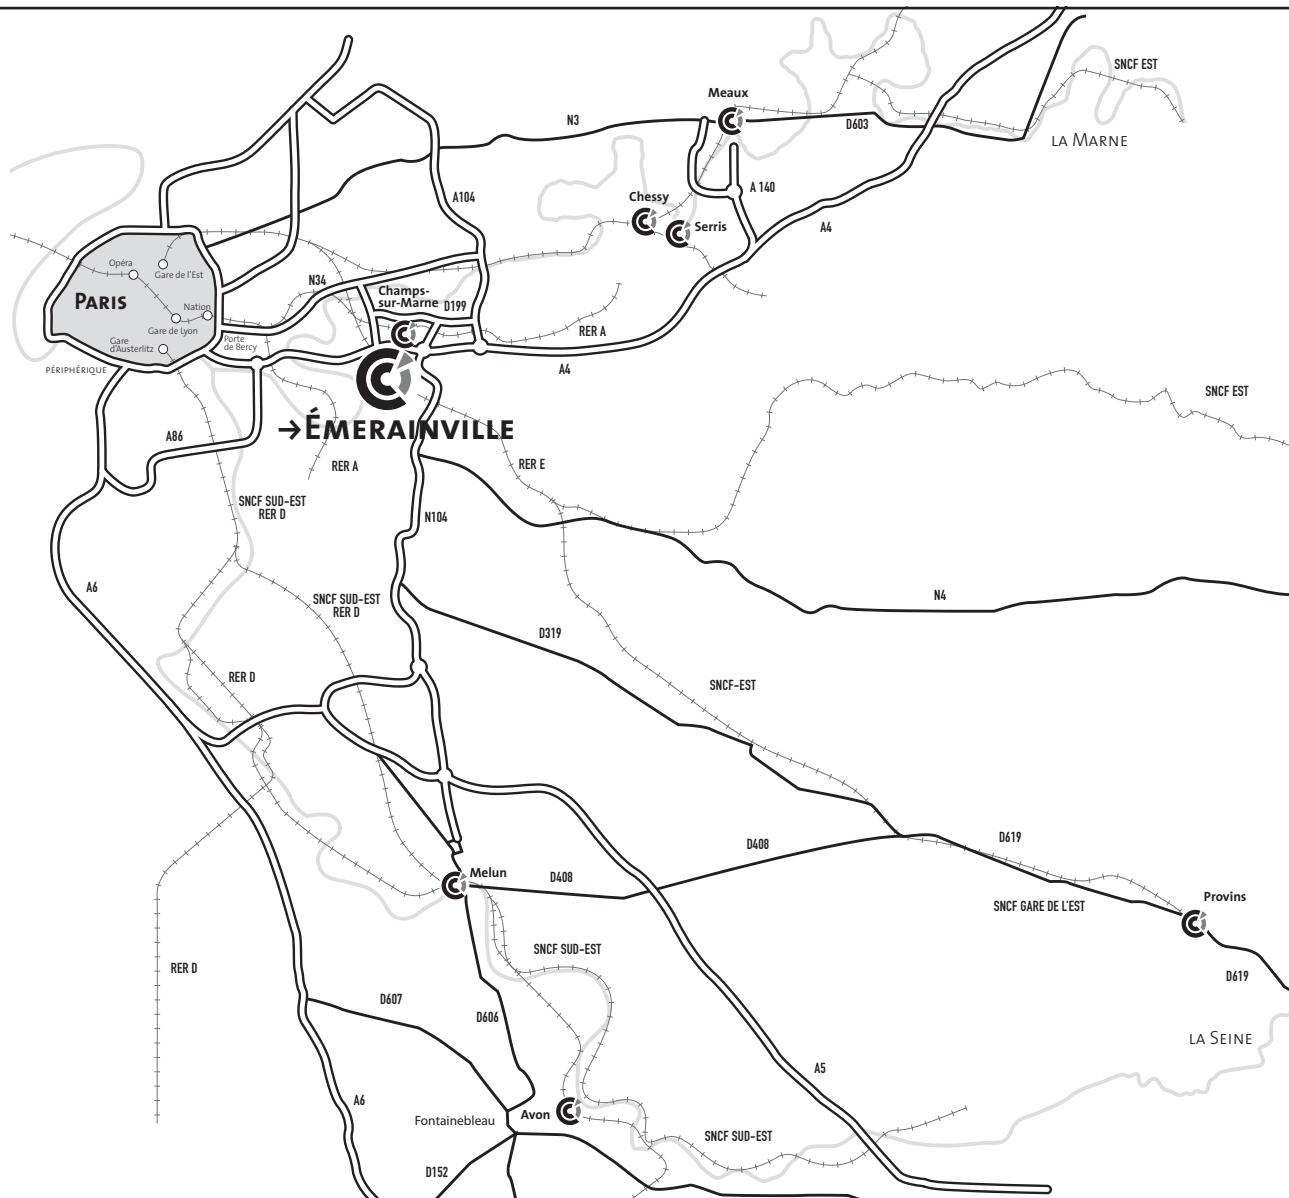 SNCF EST
Meaux
N3
D603
LA MARNE
A 140
Chessy
A104
Serris
A4
Opéra
Gare de l'Est
N34
Champs-
sur-Marne
D199
PARIS
Nation
Gare de Lyon
Gare
d'Austerlitz
Porte
de Bercy
RER A
PÉRIPHÉRIQUE
A4
SNCF EST
→ÉMERAINVILLE
A86
RER A
RER E
SNCF SUD-EST
RER D
N104
A6
SNCF SUD-EST
RER D
N4
D319
RER D
SNCF-EST
D408
D619
Melun
D408
Provins
SNCF GARE DE L'EST
SNCF SUD-EST
RER D
D619
D607
D606
LA SEINE
A5
A6
Fontainebleau
Avon
SNCF SUD-EST
D152